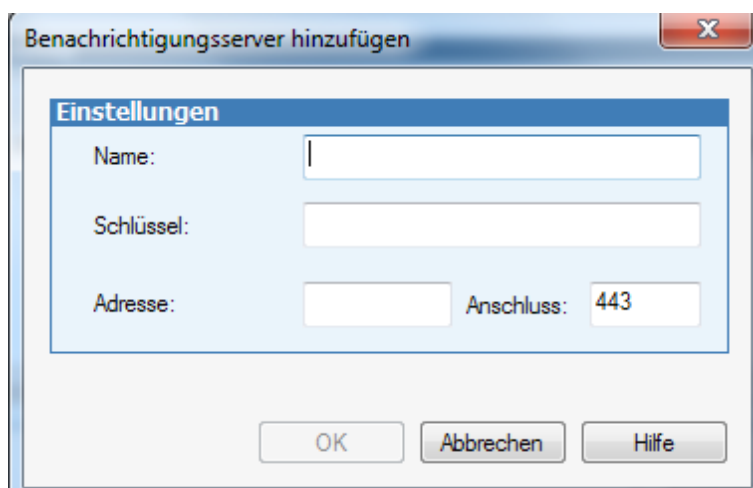 Benachrichtigungsserver hinzufügen
Einstellungen
Name:
Schlüssel:
Adresse: Anschluss: 443
OK Abbrechen Hilfe